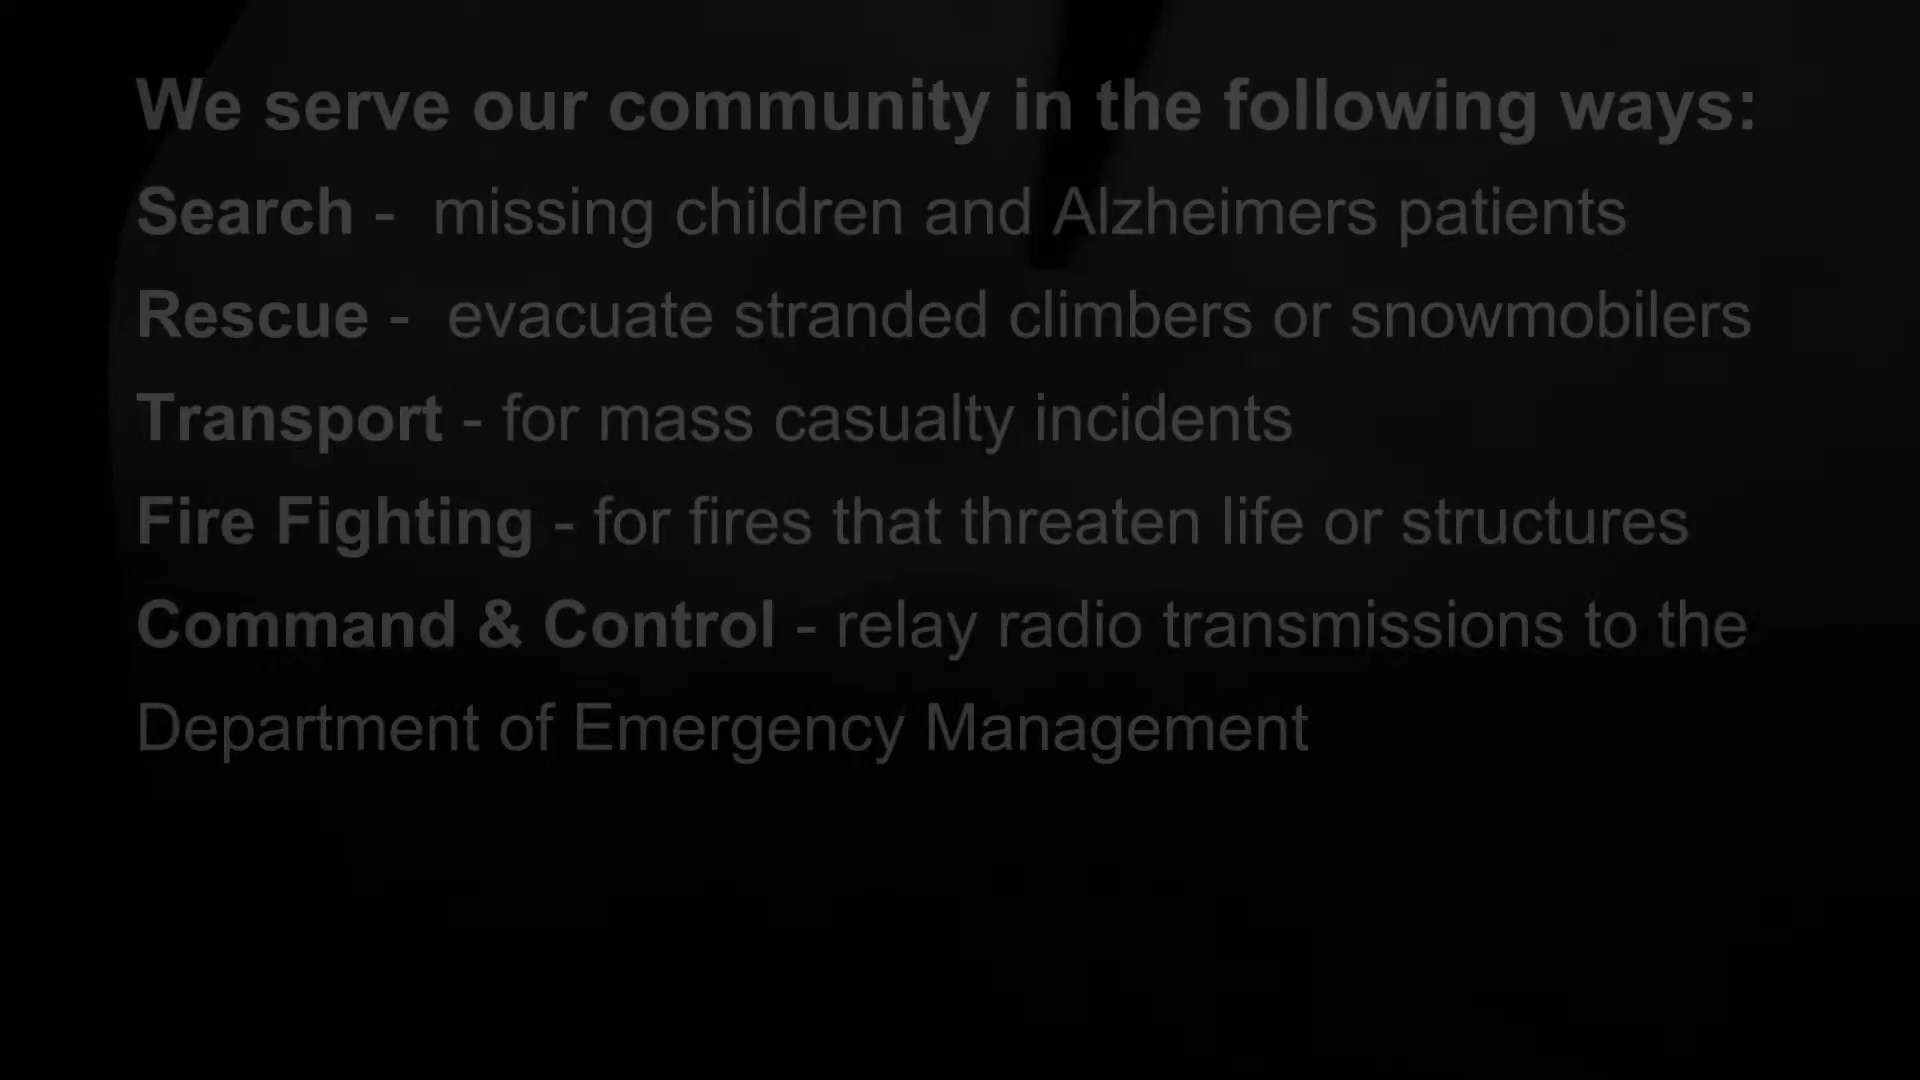 We serve our community in the following ways:
Search -  missing children and Alzheimers patients
Rescue -  evacuate stranded climbers or snowmobilers
Transport - for mass casualty incidents
Fire Fighting - for fires that threaten life or structures
Command & Control - relay radio transmissions to the
Department of Emergency Management